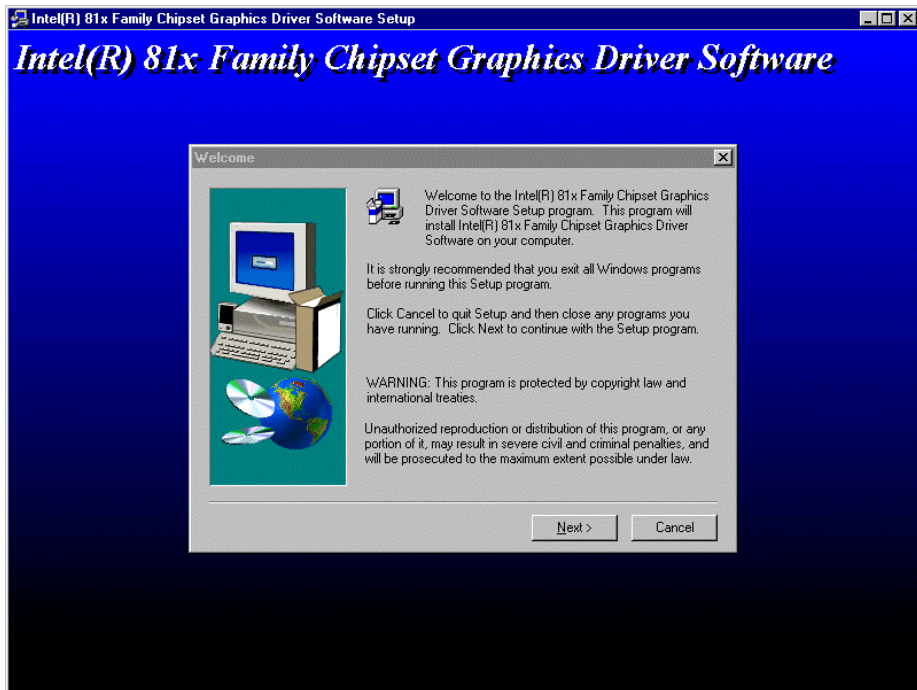 Intel(R) 81x Family Chipset Graphics Driver Software Setup
Intel(R) 81x Family Chipset Graphics Driver Software
Welcome
Welcome to the Intel(R) 81x Family Chipset Graphics
Driver Software Setup program. This program will
install Intel(R) 81x Family Chipset Graphics Driver
Software on your computer.
It is strongly recommended that you exit all Windows programs
before running this Setup program.
Click Cancel to quit Setup and then close any programs you
have running. Click Next to continue with the Setup program.
WARNING: This program is protected by copyright law and
international treaties.
Unauthorized reproduction or distribution of this program, or any
portion of it, may result in severe civil and criminal penalties, and
will be prosecuted to the maximum extent possible under law.
Next >
Cancel